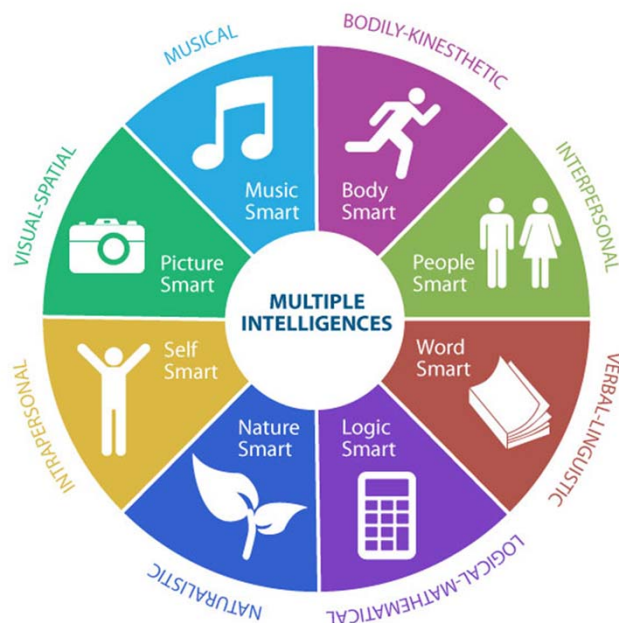 MUSICAL
BODILY-KINESTHETIC
VISUAL-SPATIAL
INTERPERSONAL
Music
Smart
Body
Smart
Picture
Smart
People
Smart
MULTIPLE
INTELLIGENCES
Self
Smart
Word
Smart
Nature
Smart
Logic
Smart
INTRAPERSONAL
VERBAL-LINGUISTIC
NATURALISTIC
LOGICAL-MATHEMATICAL